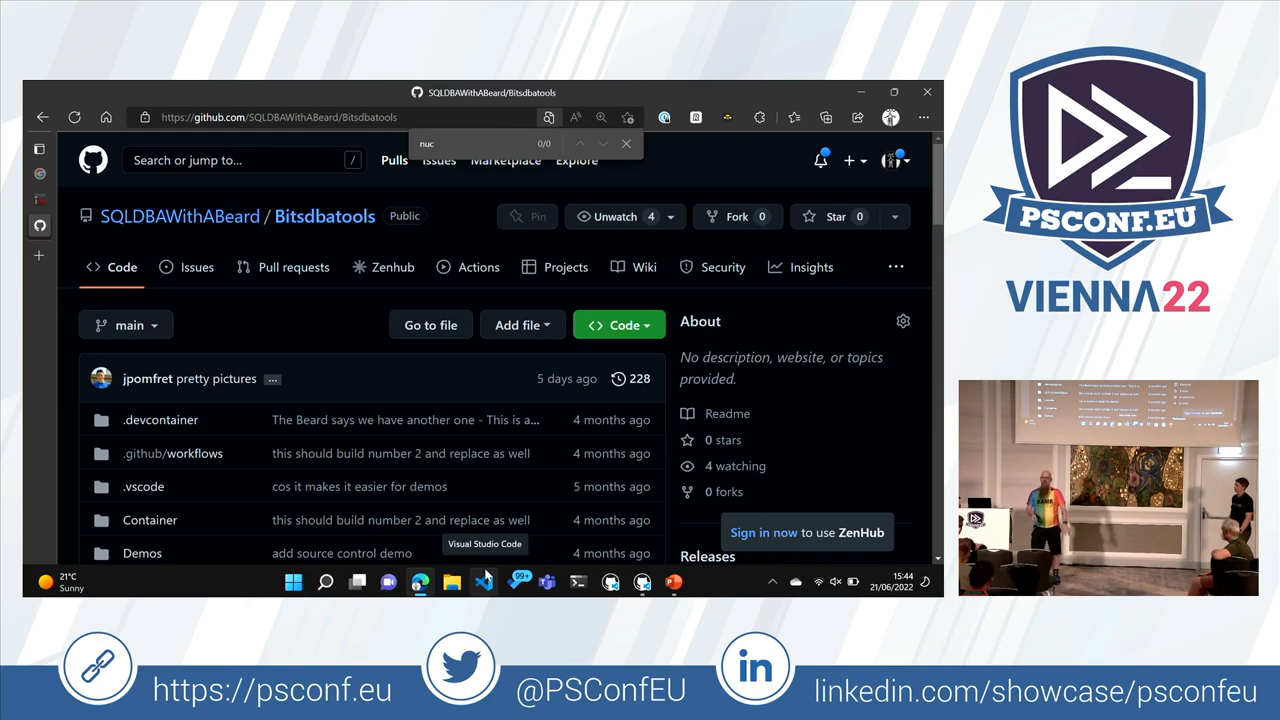 SQLDBAWithABeard/Bitsdbatools
https://github.com/SQLDBAWithABeard/Bitsdbatools
nuc 0/0
Search or jump to... /
Pulls Issues Marketplace Explore
SQLDBAWithABeard / Bitsdbatools Public
Pin Unwatch 4 Fork 0 Star 0
Code Issues Pull requests Zenhub Actions Projects Wiki Security Insights
main Go to file Add file Code
jpomfret pretty pictures ... 5 days ago 228
.devcontainer The Beard says we have another one – This is a... 4 months ago
.github/workflows this should build number 2 and replace as well 4 months ago
.vscode cos it makes it easier for demos 5 months ago
Container this should build number 2 and replace as well 4 months ago
Demos add source control demo 4 months ago
Visual Studio Code
About
No description, website, or topics
provided.
Readme
0 stars
4 watching
0 forks
Sign in now to use ZenHub
Releases
21°C
Sunny
99+
15:44
21/06/2022
PSCONF.EU
VIENNA22
https://psconf.eu
@PSConfEU
in
linkedin.com/showcase/psconfeu